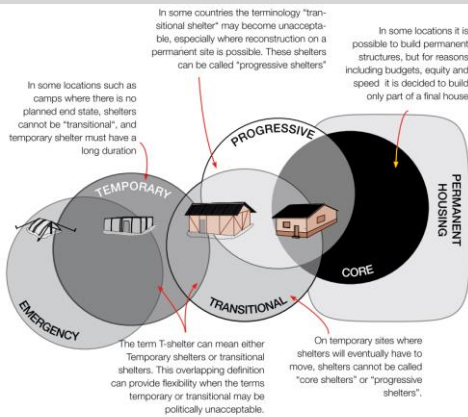 In some countries the terminology "tran-
sitional shelter" may become unaccepta-
ble, especially where reconstruction on a
permanent site is possible. These shelters
can be called "progressive shelters"
In some locations it is
possible to build permanent
structures, but for reasons
including budgets, equity and
speed it is decided to build
only part of a final house
In some locations such as
camps where there is no
planned end state, shelters
cannot be "transitional", and
temporary shelter must have a
long duration
PROGRESSIVE
TEMPORARY
PERMANENT
HOUSING
CORE
TRANSITIONAL
EMERGENCY
The term T-shelter can mean either
Temporary shelters or transitional
shelters. This overlapping definition
can provide flexibility when the terms
temporary or transitional may be
politically unacceptable.
On temporary sites where
shelters will eventually have to
move, shelters cannot be called
"core shelters" or "progressive
shelters".